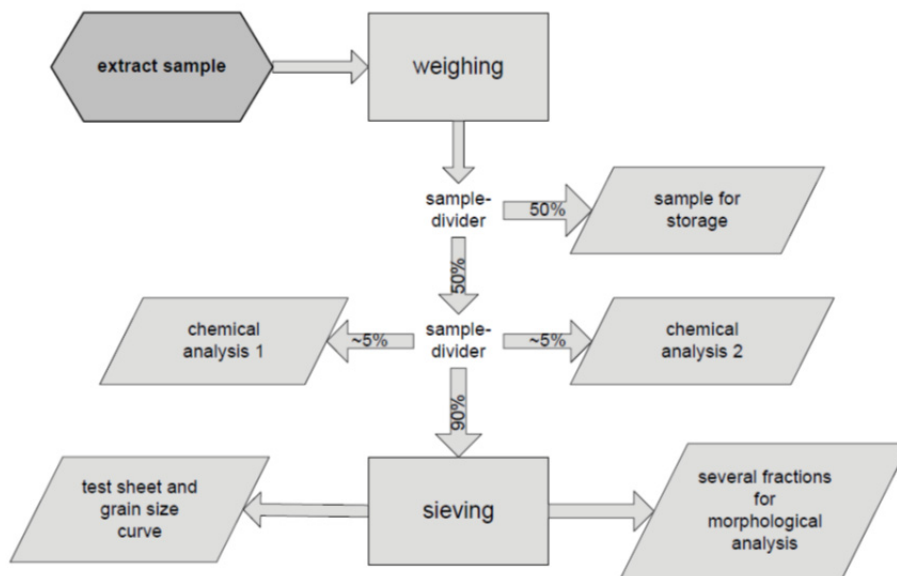 extract sample
weighing
sample-
divider
50%
sample for
storage
50%
chemical
analysis 1
~5%
sample-
divider
~5%
chemical
analysis 2
90%
test sheet and
grain size
curve
sieving
several fractions
for
morphological
analysis